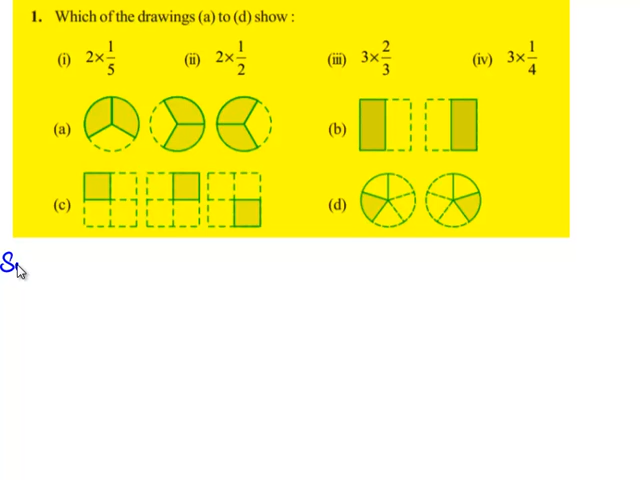 1. Which of the drawings (a) to (d) show :
(i) 2×1/5 (ii) 2×1/2 (iii) 3×2/3 (iv) 3×1/4
(a) (b)
(c) (d)